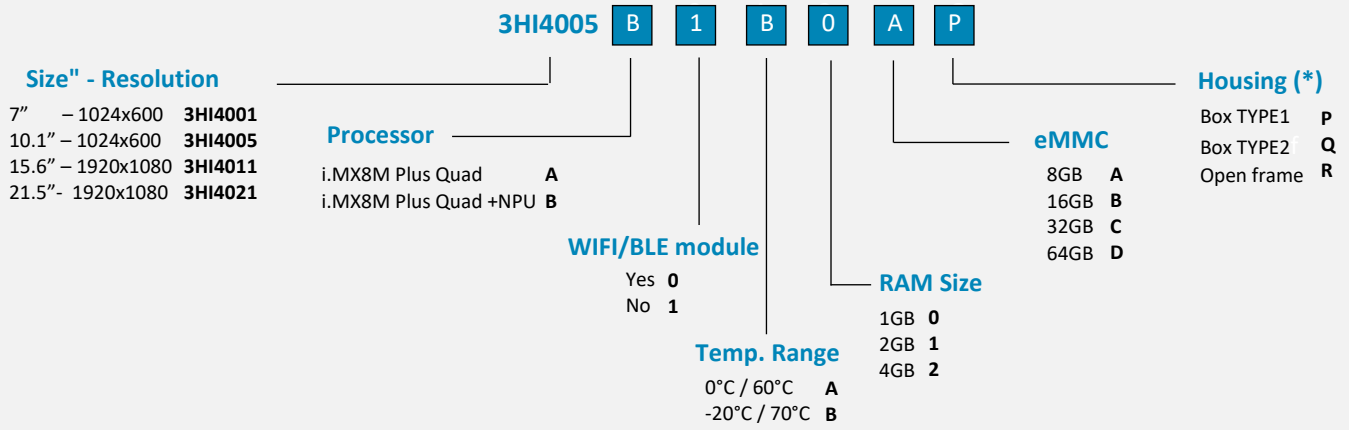 3HI4005 B 1 B 0 A P
Size" - Resolution
7” – 1024x600 3HI4001
10.1” – 1024x600 3HI4005
15.6” – 1920x1080 3HI4011
21.5”- 1920x1080 3HI4021
Processor
i.MX8M Plus Quad A
i.MX8M Plus Quad +NPU B
WIFI/BLE module
Yes 0
No 1
Temp. Range
0°C / 60°C A
-20°C / 70°C B
RAM Size
1GB 0
2GB 1
4GB 2
eMMC
8GB A
16GB B
32GB C
64GB D
Housing (*)
Box TYPE1 P
Box TYPE2f Q
Open frame R